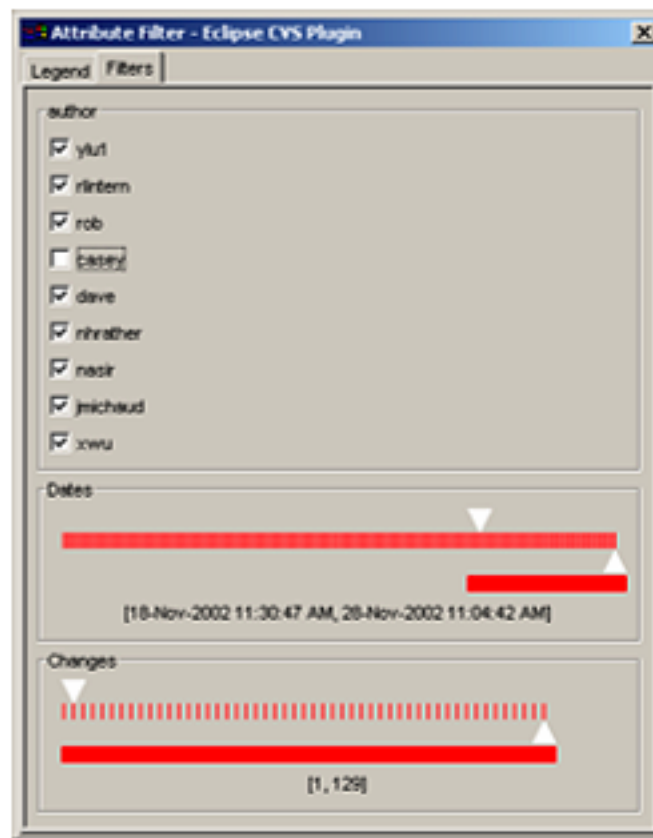 Attribute Filter - Eclipse CVS Plugin
Legend Filters
author
ylu1
rlintern
rob
casey
dave
nhrather
nasir
jmichaud
xwu
Dates
[18-Nov-2002 11:30:47 AM, 28-Nov-2002 11:04:42 AM]
Changes
[1, 129]